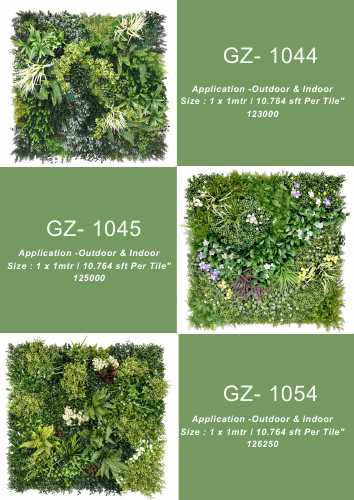 GZ- 1044
Application -Outdoor & Indoor
Size : 1 x 1mtr | 10.764 sft Per Tile"
123000
GZ- 1045
Application -Outdoor & Indoor
Size : 1 x 1mtr | 10.764 sft Per Tile"
125000
GZ- 1054
Application -Outdoor & Indoor
Size : 1 x 1mtr | 10.764 sft Per Tile"
126250